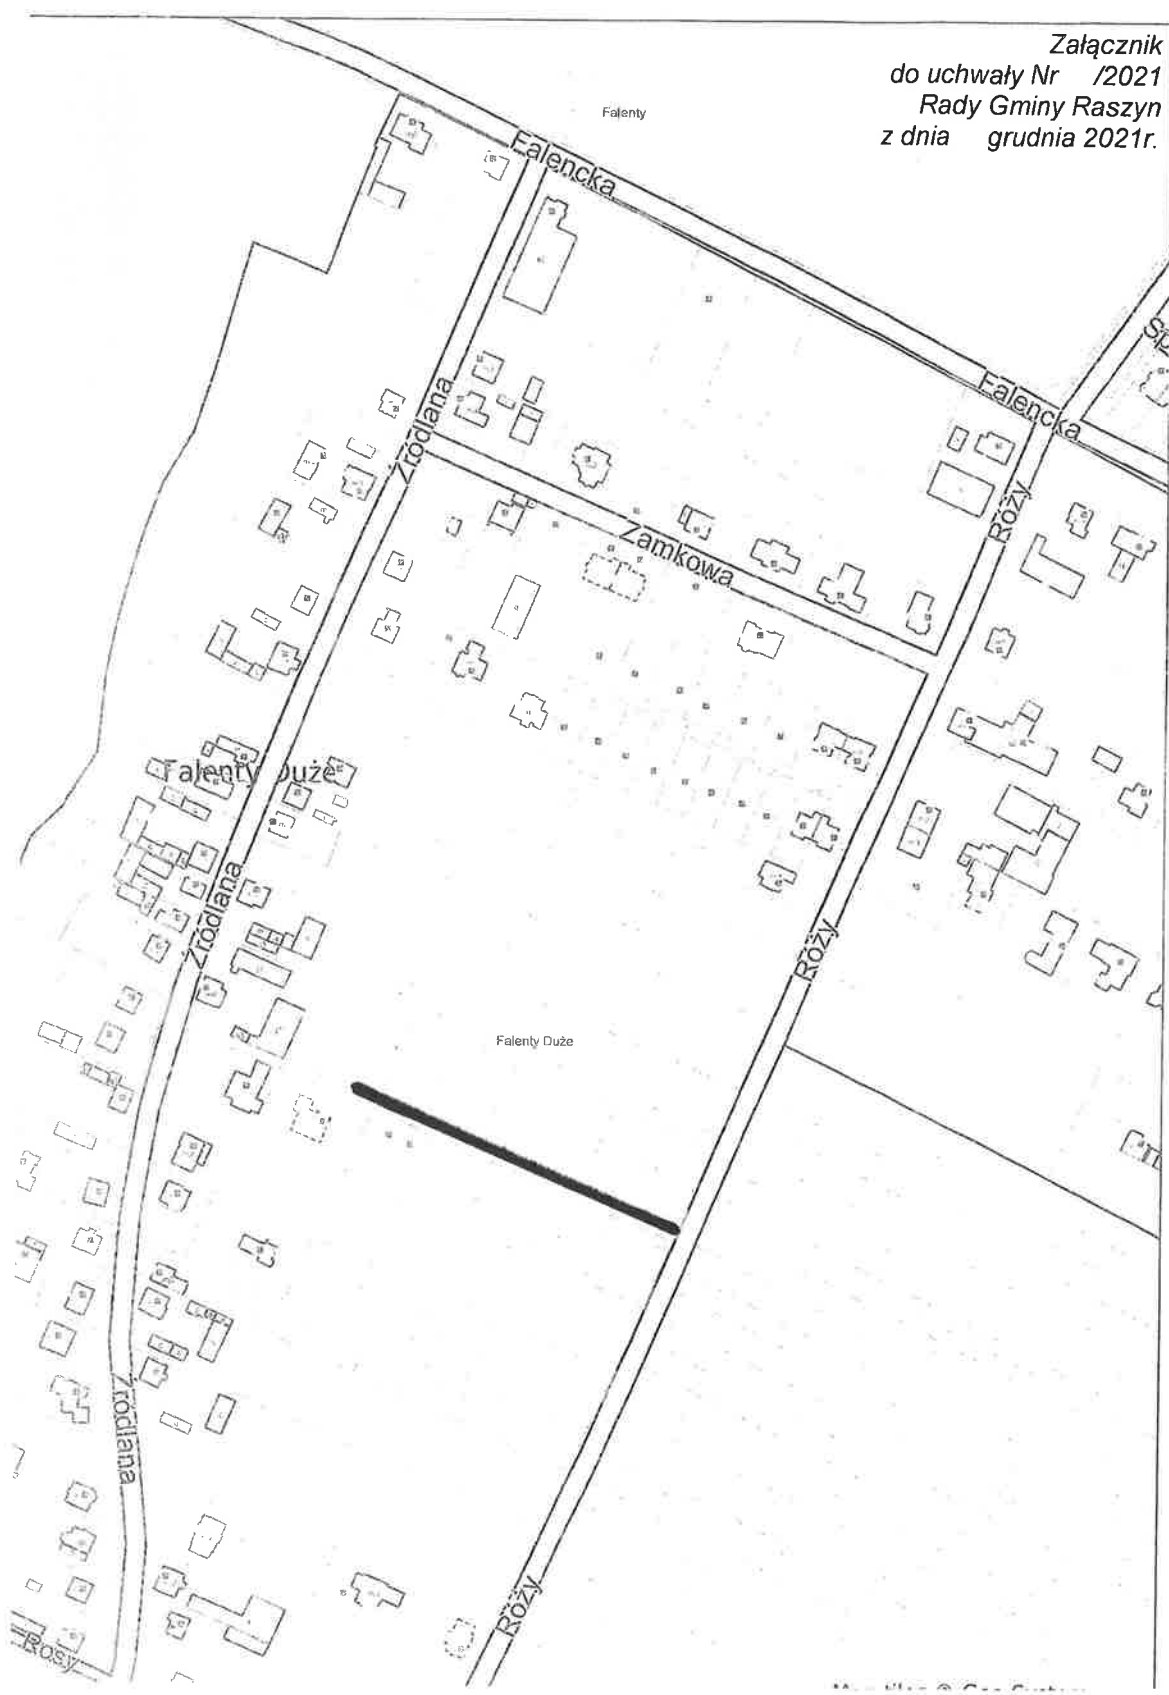 Załącznik
do uchwały Nr /2021
Rady Gminy Raszyn
z dnia grudnia 2021r.
Falenty
Falencka
Falencka
Źródlana
Zamkowa
Róży
Falenty Duże
Źródlana
Róży
Falenty Duże
Źródlana
Róży
Rosy